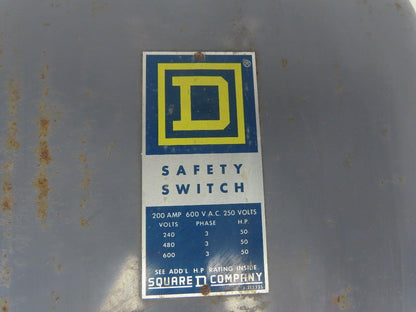 D
®
SAFETY
SWITCH
200 AMP 600 V A.C. 250 VOLTS
VOLTS PHASE H.P.
240 3 50
480 3 50
600 3 50
SEE ADD'L H.P. RATING INSIDE
SQUARE D COMPANY